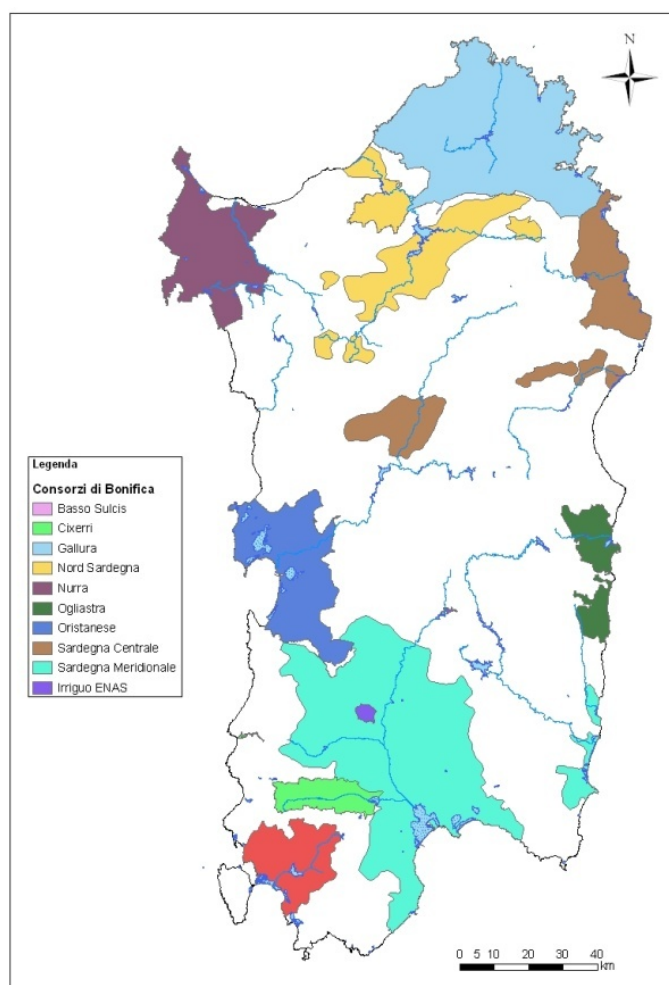 N
Legenda
Consorzi di Bonifica
Basso Sulcis
Cixerri
Gallura
Nord Sardegna
Nurra
Ogliastra
Oristanese
Sardegna Centrale
Sardegna Meridionale
Irriguo ENAS
0 5 10 20 30 40
km